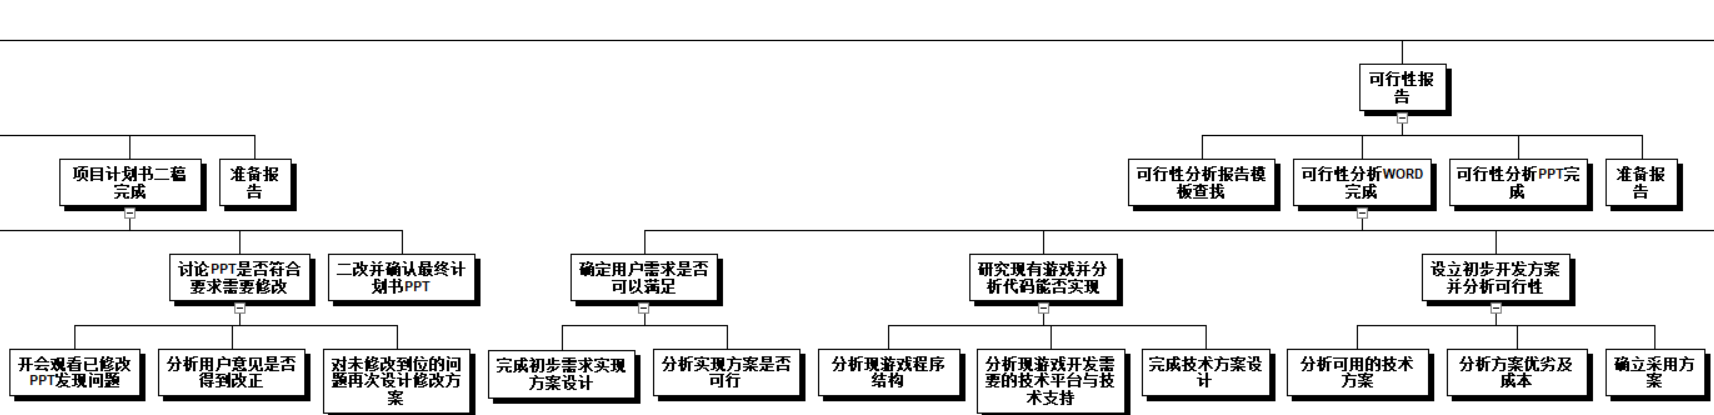 可行性报
告
项目计划书二稿
完成
准备报
告
可行性分析报告模
板查找
可行性分析WORD
完成
可行性分析PPT完
成
准备报
告
讨论PPT是否符合
要求需要修改
二改并确认最终计
划书PPT
确定用户需求是否
可以满足
研究现有游戏并分
析代码能否实现
设立初步开发方案
并分析可行性
开会观看已修改
PPT发现问题
分析用户意见是否
得到改正
对未修改到位的问
题再次设计修改方
案
完成初步需求实现
方案设计
分析实现方案是否
可行
分析现游戏程序
结构
分析现游戏开发需
要的技术平台与技
术支持
完成技术方案设
计
分析可用的技术
方案
分析方案优劣及
成本
确立采用方
案